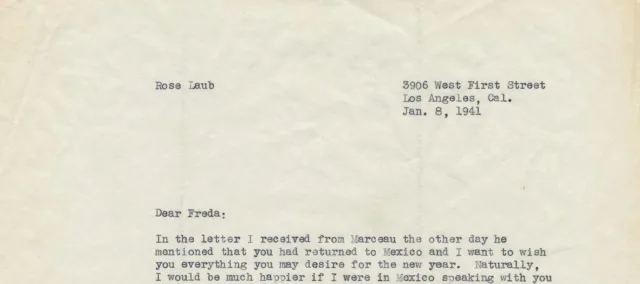 Rose Laub
3906 West First Street
Los Angeles, Cal.
Jan. 8, 1941
Dear Freda:
In the letter I received from Marceau the other day he
mentioned that you had returned to Mexico and I want to wish
you everything you may desire for the new year. Naturally,
I would be much happier if I were in Mexico speaking with you